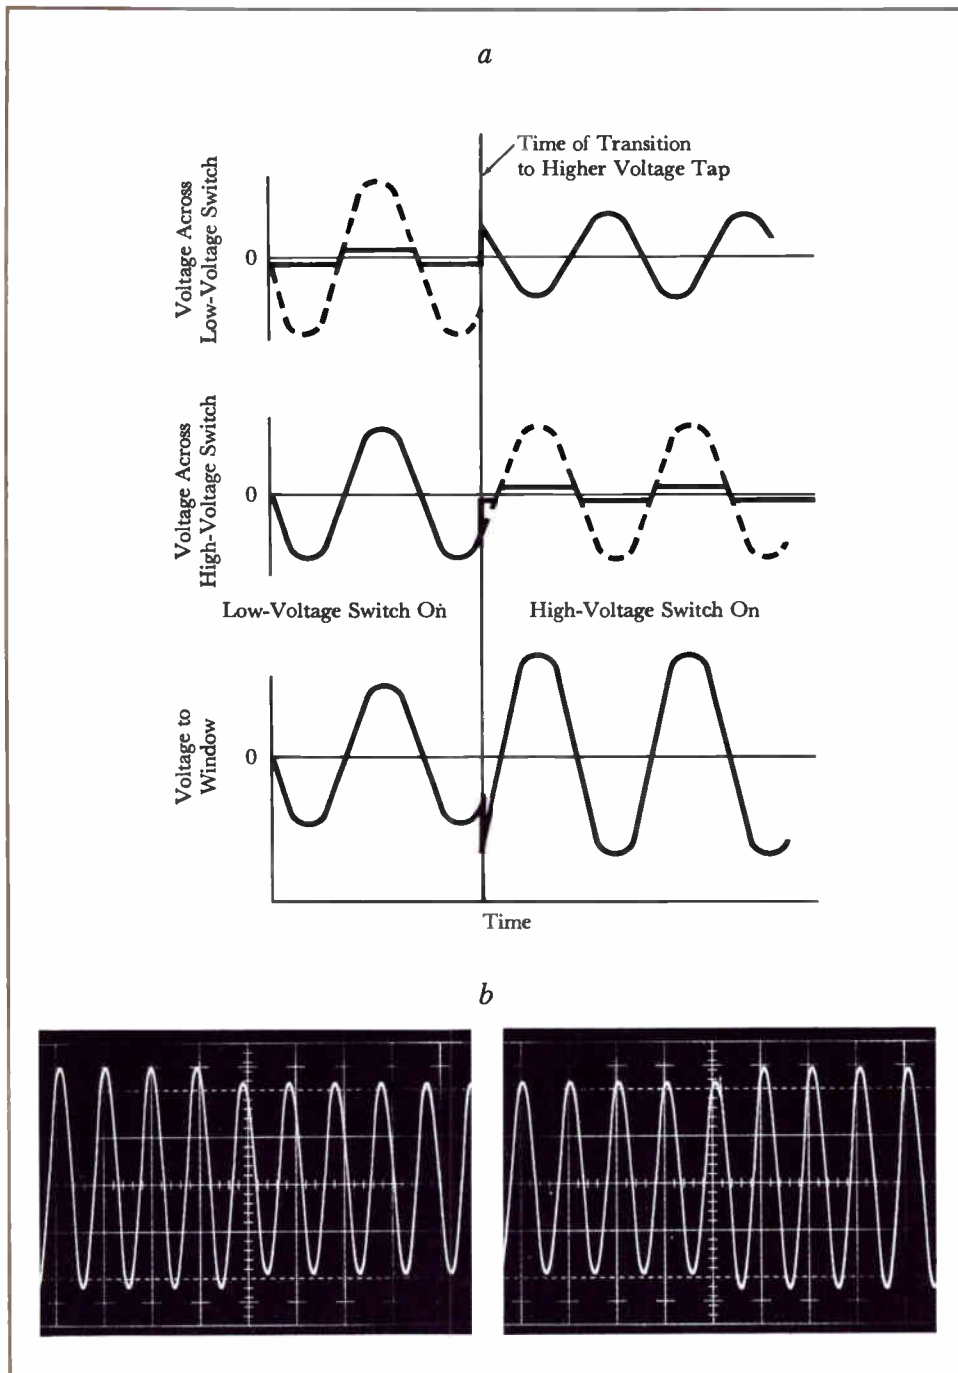 a
Time of Transition
to Higher Voltage Tap
Voltage Across
Low-Voltage Switch
0
Voltage Across
High-Voltage Switch
0
Low-Voltage Switch On
High-Voltage Switch On
Voltage to
Window
0
Time
b